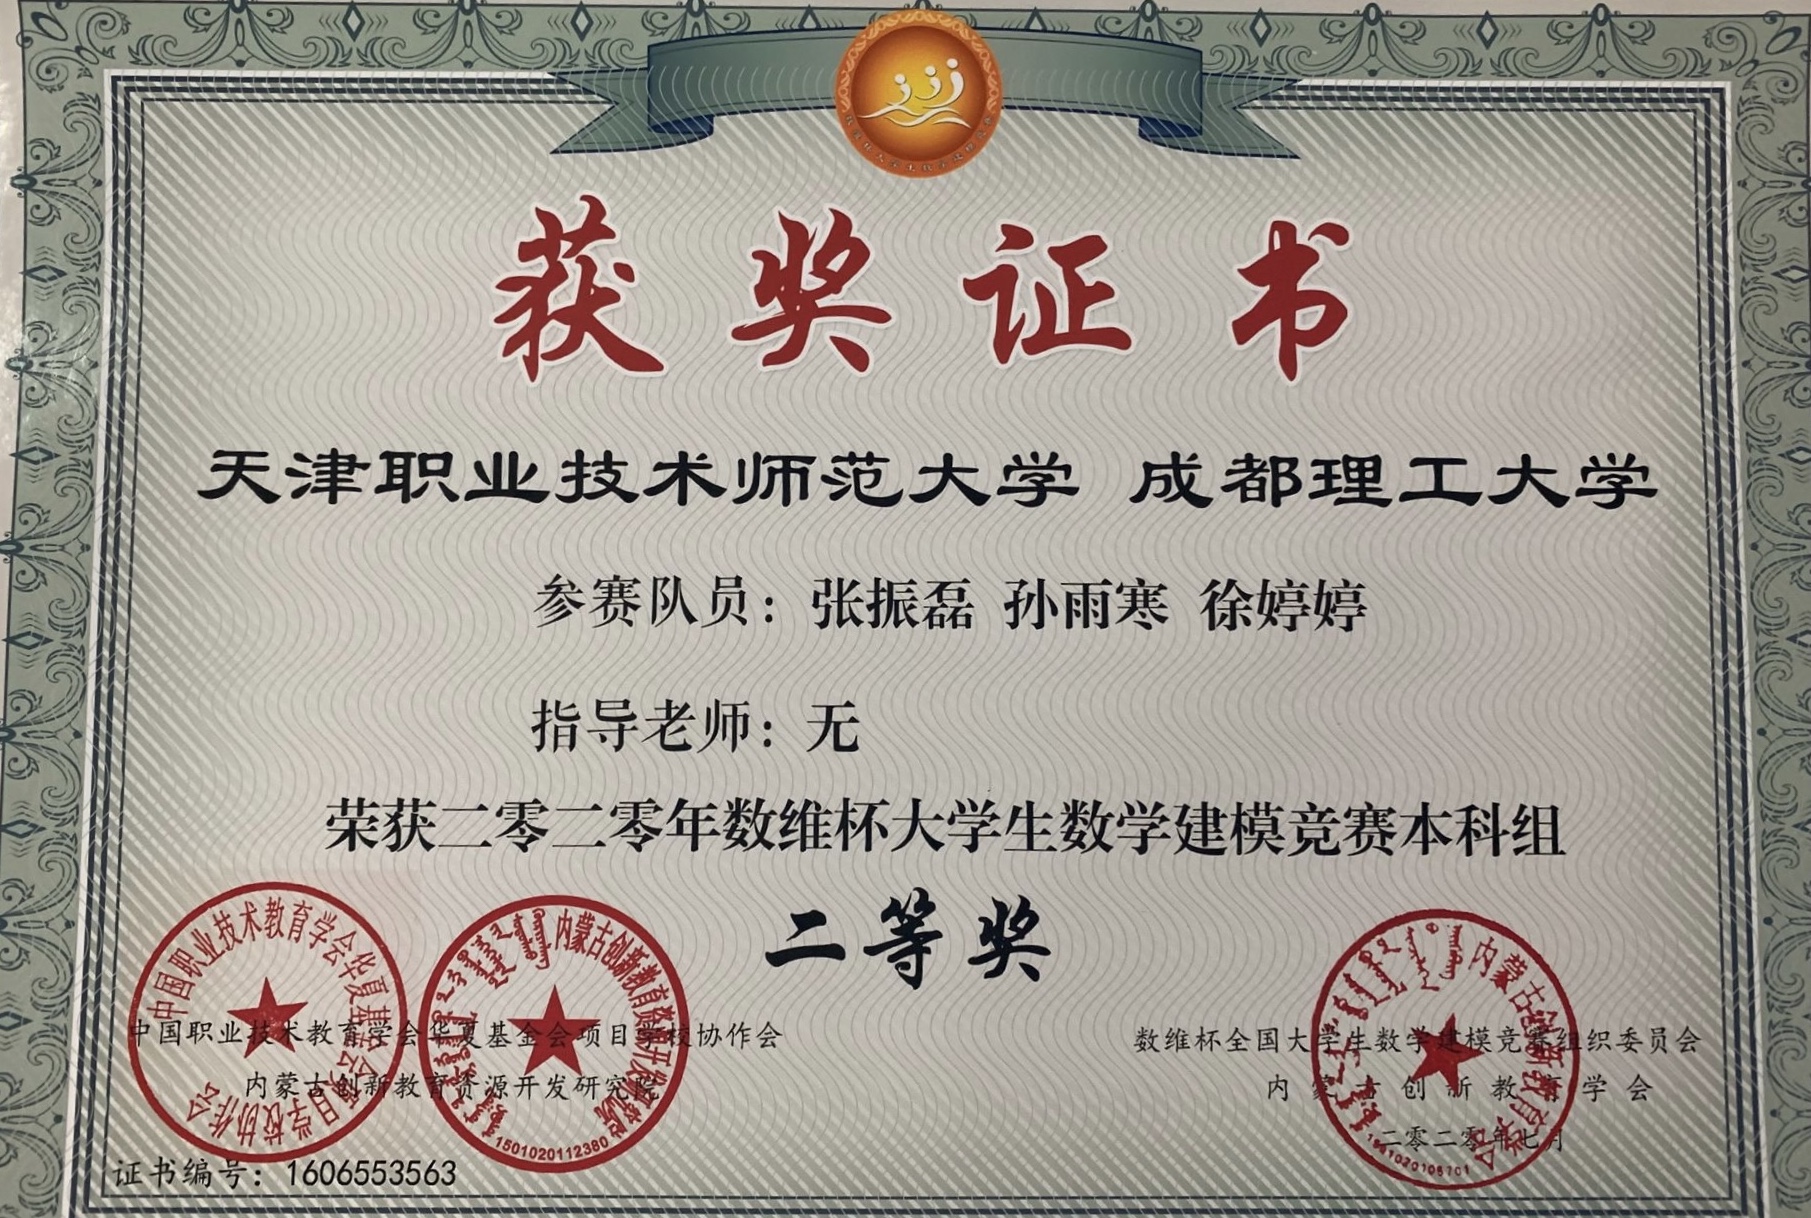 获奖证书
天津职业技术师范大学 成都理工大学
参赛队员：张振磊 孙雨寒 徐婷婷
指导老师：无
荣获二零二零年数维杯大学生数学建模竞赛本科组
二等奖
中国职业技术教育学会华夏基金会项目学校协作会
内蒙古创新教育资源开发研究院
数维杯全国大学生数学建模竞赛组织委员会
内蒙古创新教育学会
二零二零年七月
证书编号：1606553563
中国职业技术教育学会华夏基金会项目学校协作会
内蒙古创新教育资源开发研究院
1501020112380
内蒙古创新教育学会